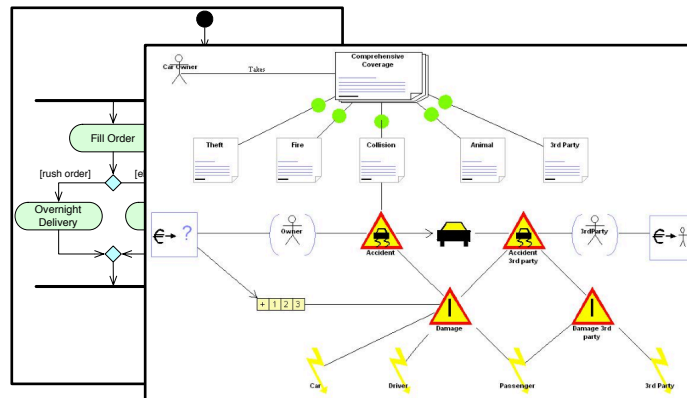 Fill Order
[rush order]
[e
Overnight
Delivery
Comprehensive
Coverage
Car Owner
Takes
Theft
Fire
Collision
Animal
3rd Party
€ ?
Owner
Accident
Accident
3rd party
3rdParty
€
+ 1 2 3
Damage
Damage 3rd
party
Car
Driver
Passenger
3rd Party